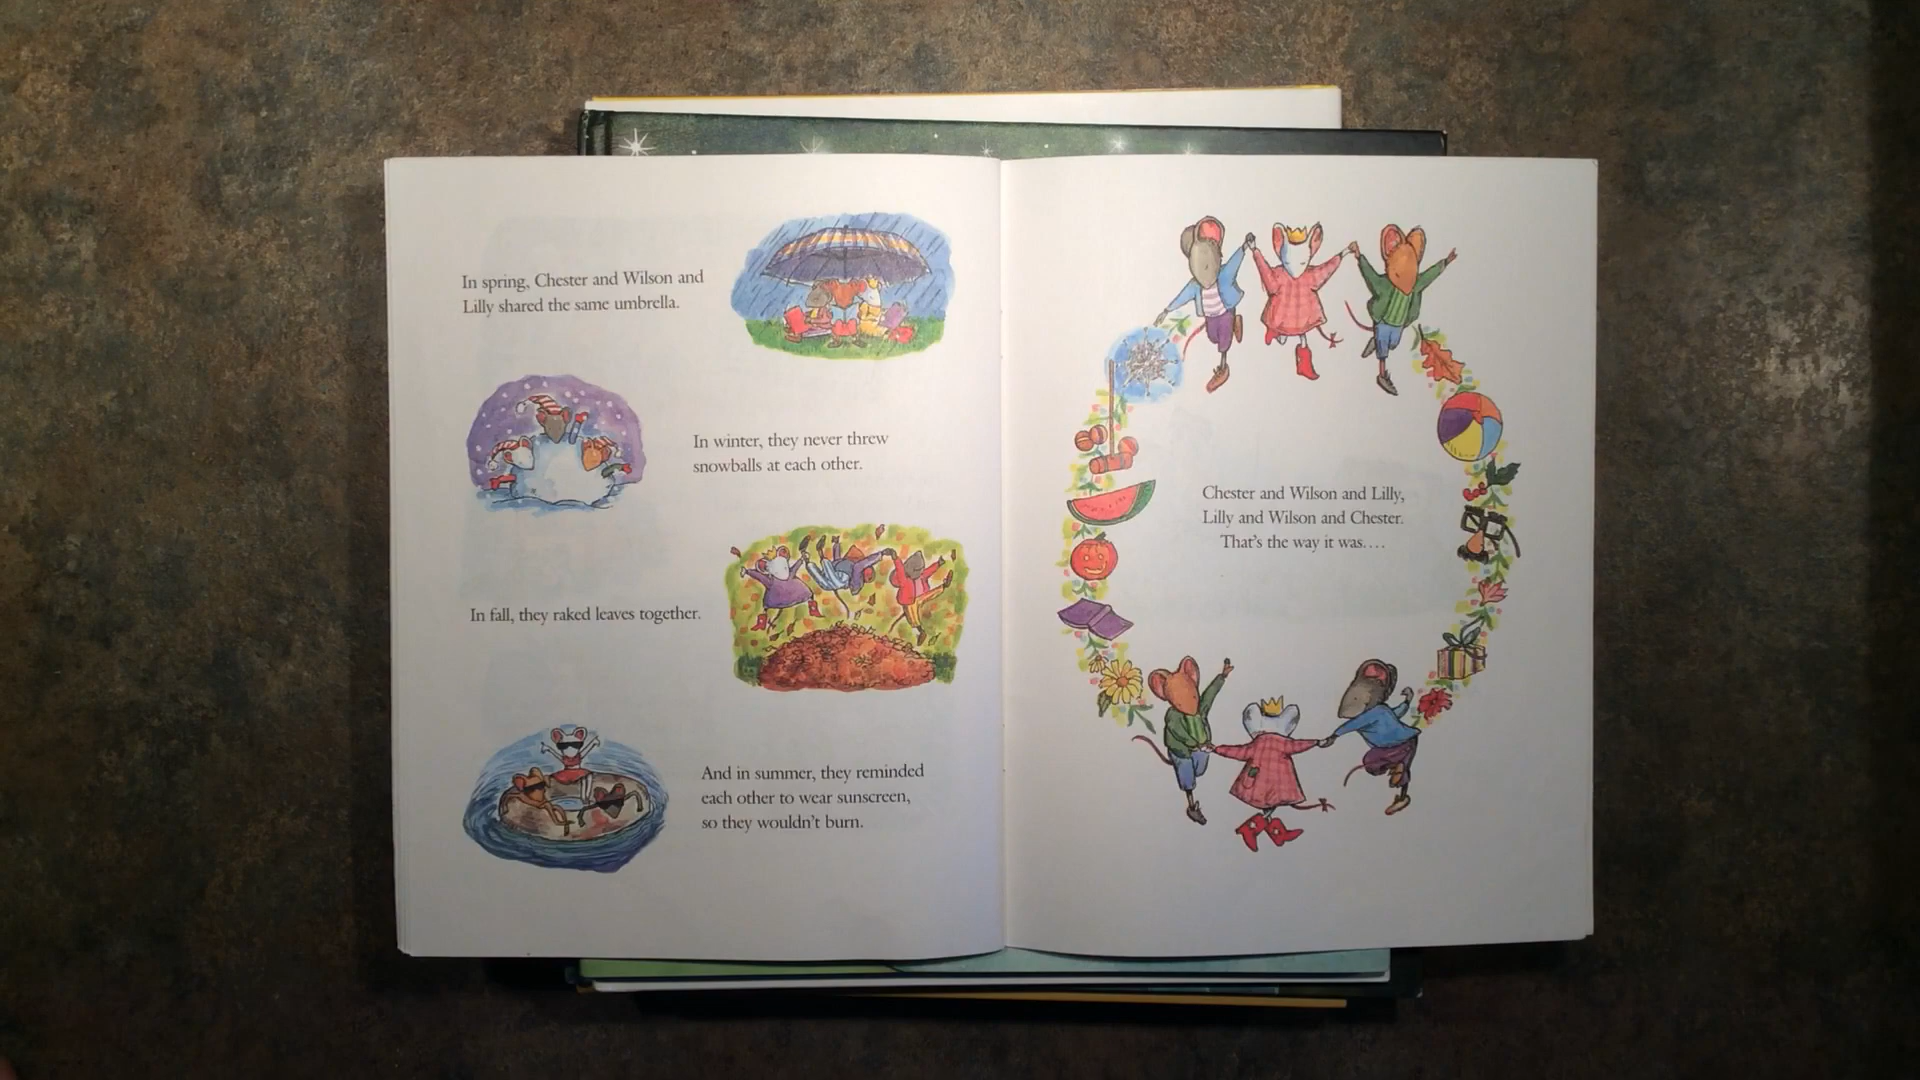 In spring, Chester and Wilson and
Lilly shared the same umbrella.
In winter, they never threw
snowballs at each other.
In fall, they raked leaves together.
And in summer, they reminded
each other to wear sunscreen,
so they wouldn't burn.
Chester and Wilson and Lilly,
Lilly and Wilson and Chester.
That's the way it was....